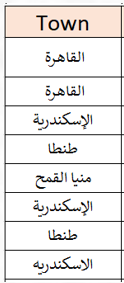 Town
القاهرة
القاهرة
الإسكندرية
طنطا
منيا القمح
الإسكندرية
طنطا
الاسكندريه